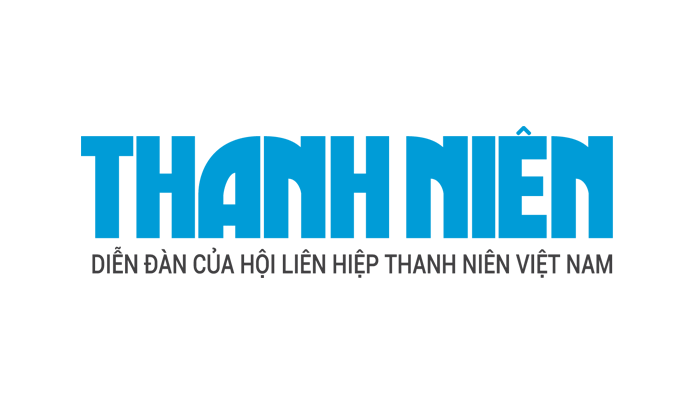 THANH NIÊN
DIỄN ĐÀN CỦA HỘI LIÊN HIỆP THANH NIÊN VIỆT NAM